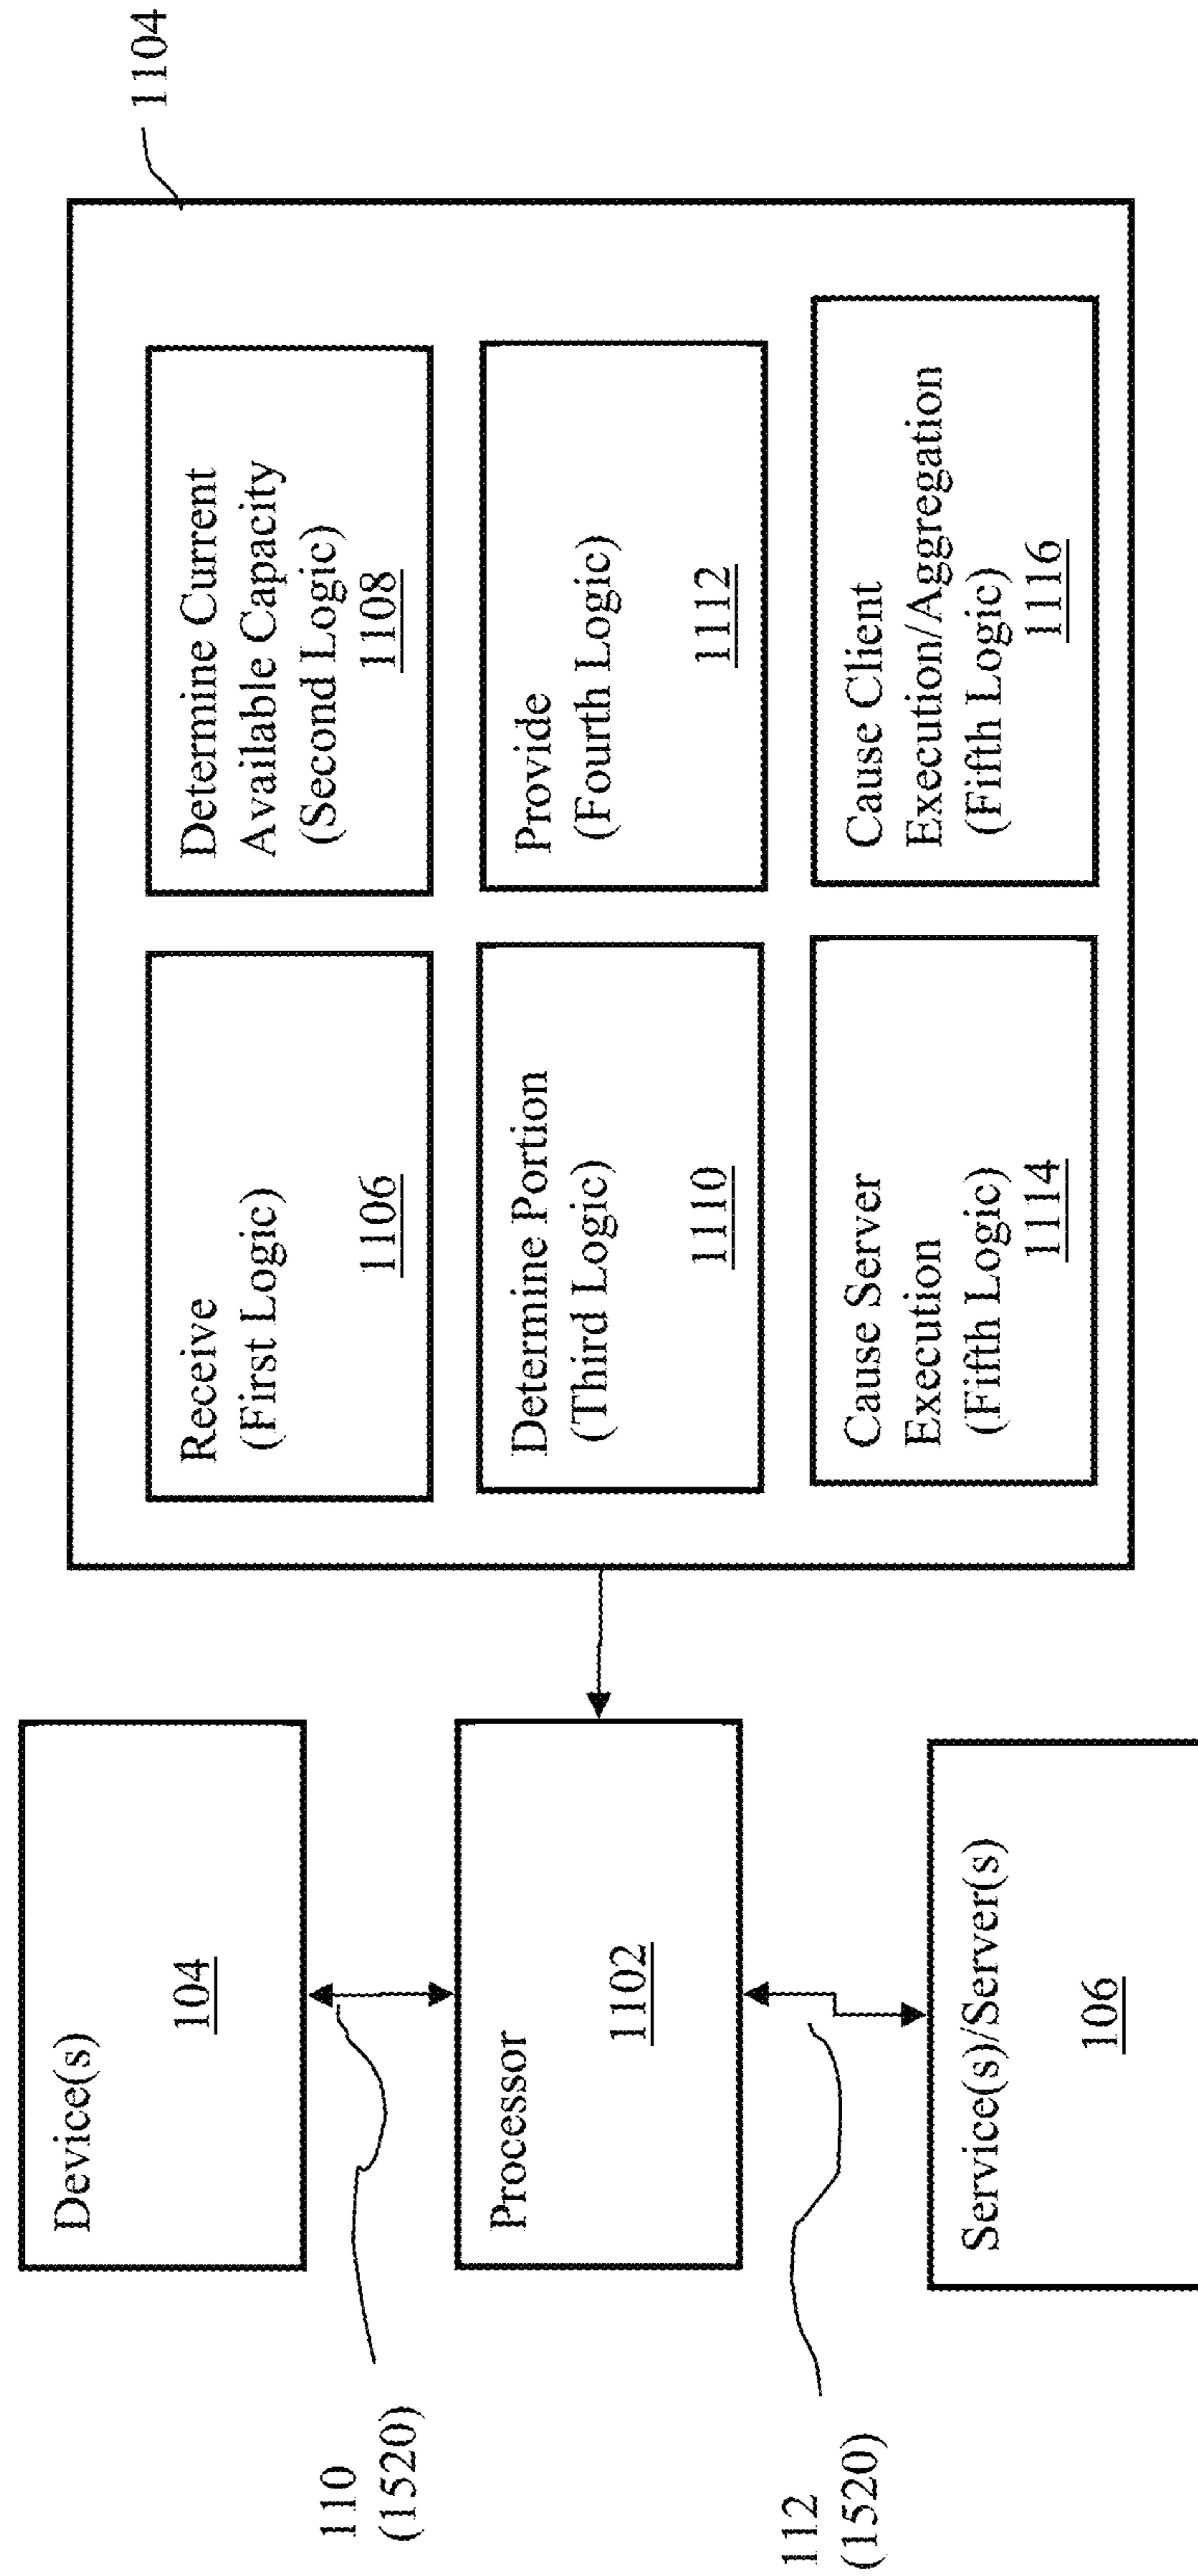 Device(s)
104
110
(1520)
Processor
1102
112
(1520)
Service(s)/Server(s)
106
1104
Receive
(First Logic)
1106
Determine Current
Available Capacity
(Second Logic)
1108
Determine Portion
(Third Logic)
1110
Provide
(Fourth Logic)
1112
Cause Server
Execution
(Fifth Logic)
1114
Cause Client
Execution/Aggregation
(Fifth Logic)
1116